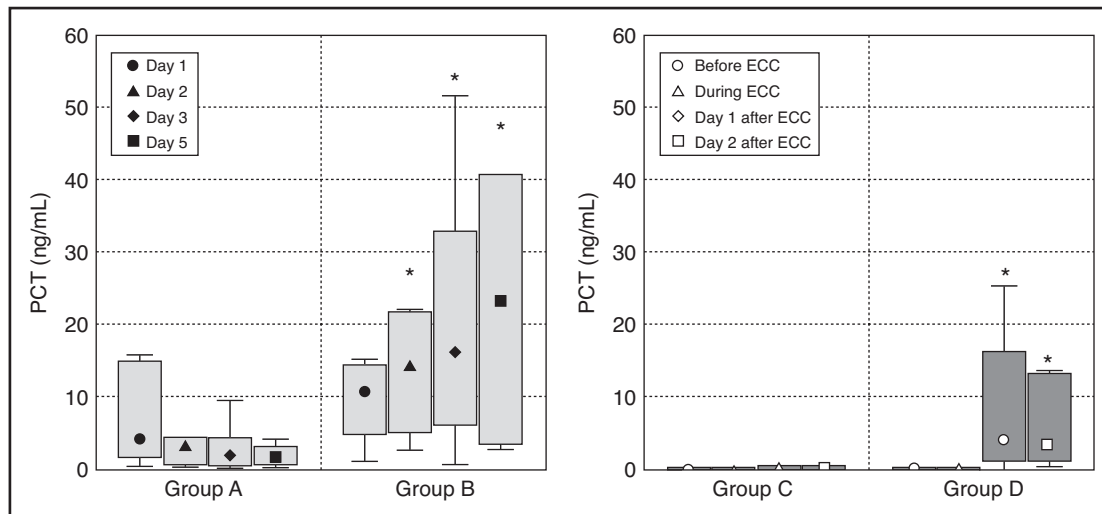 60
50
40
30
20
10
0
PCT (ng/mL)
Day 1
Day 2
Day 3
Day 5
*
*
*
Group A
Group B
60
50
40
30
20
10
0
PCT (ng/mL)
Before ECC
During ECC
Day 1 after ECC
Day 2 after ECC
*
*
Group C
Group D